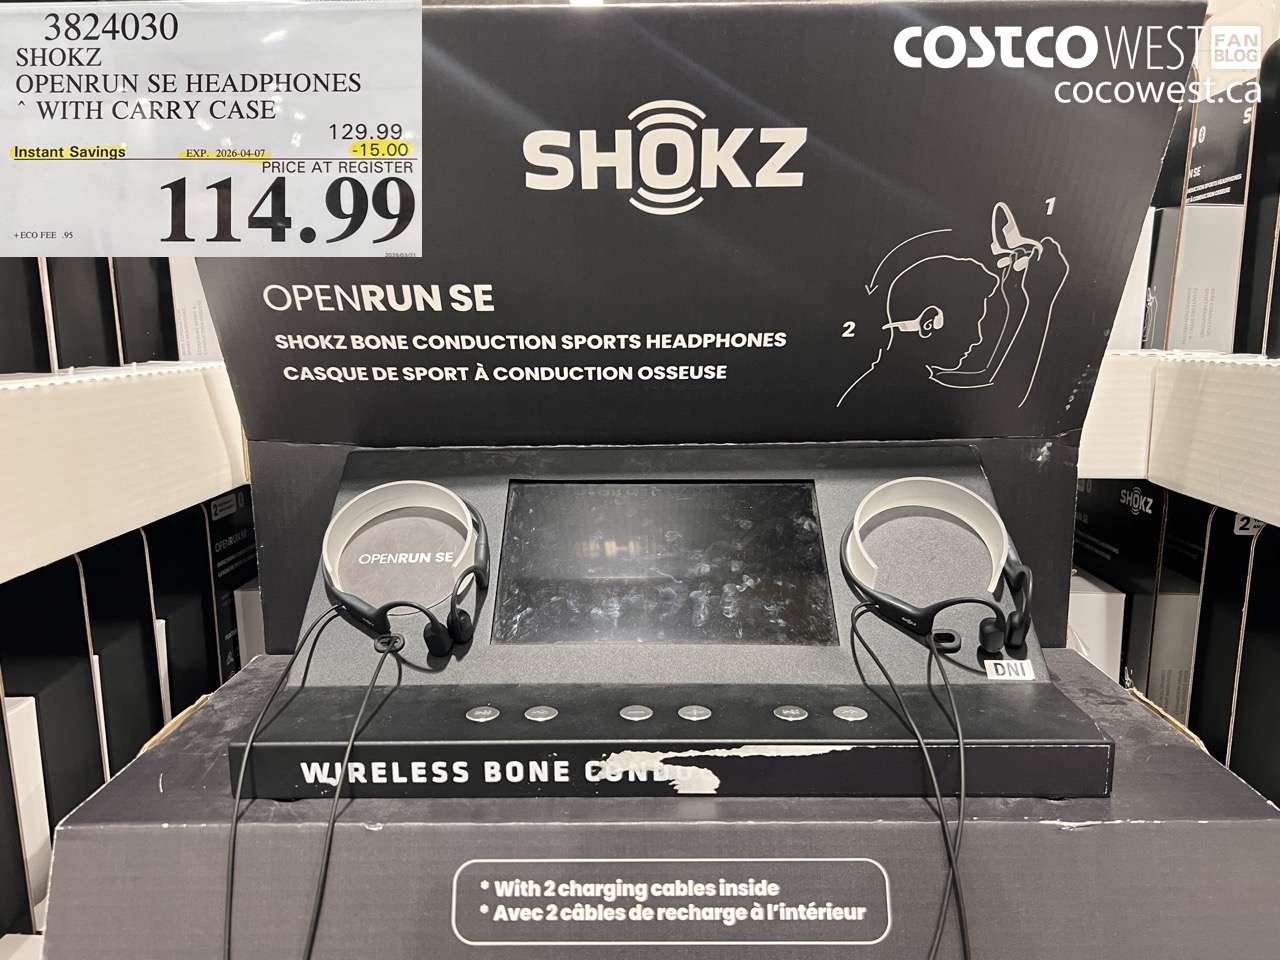 3824030
SHOKZ
OPENRUN SE HEADPHONES
^ WITH CARRY CASE
129.99
Instant Savings EXP. 2026-04-07 -15.00
PRICE AT REGISTER
114.99
+ECO FEE .95
COSTCO WEST FAN BLOG
cocowest.ca
SHOKZ
1
2
OPENRUN SE
SHOKZ BONE CONDUCTION SPORTS HEADPHONES
CASQUE DE SPORT À CONDUCTION OSSEUSE
OPENRUN SE
SHOKZ
2
DNI
WIRELESS BONE CONDU
* With 2 charging cables inside
* Avec 2 câbles de recharge à l'intérieur